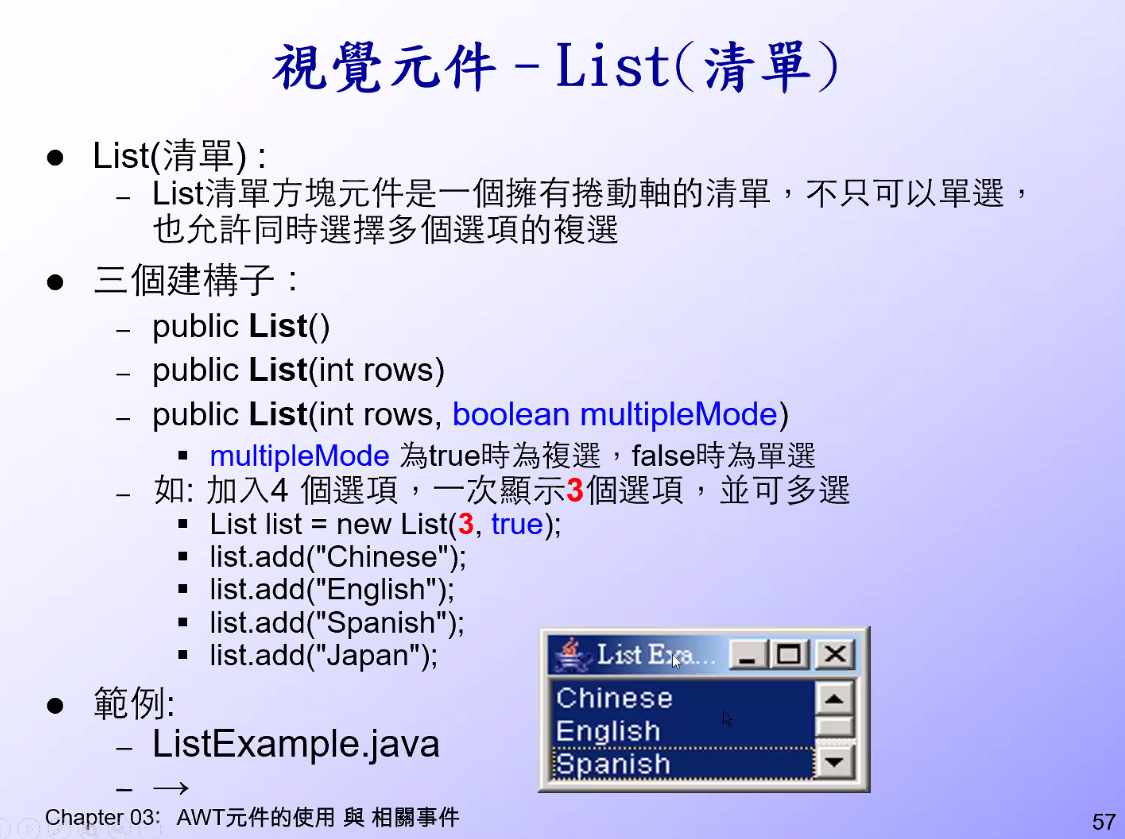 視覺元件 – List(清單)
● List(清單) :
– List清單方塊元件是一個擁有捲動軸的清單，不只可以單選，
也允許同時選擇多個選項的複選
● 三個建構子：
– public List()
– public List(int rows)
– public List(int rows, boolean multipleMode)
▪ multipleMode 為true時為複選，false時為單選
– 如: 加入4 個選項，一次顯示3個選項，並可多選
▪ List list = new List(3, true);
▪ list.add("Chinese");
▪ list.add("English");
▪ list.add("Spanish");
▪ list.add("Japan");
List Exa...
Chinese
English
Spanish
● 範例:
– ListExample.java
– →
Chapter 03: AWT元件的使用 與 相關事件
57